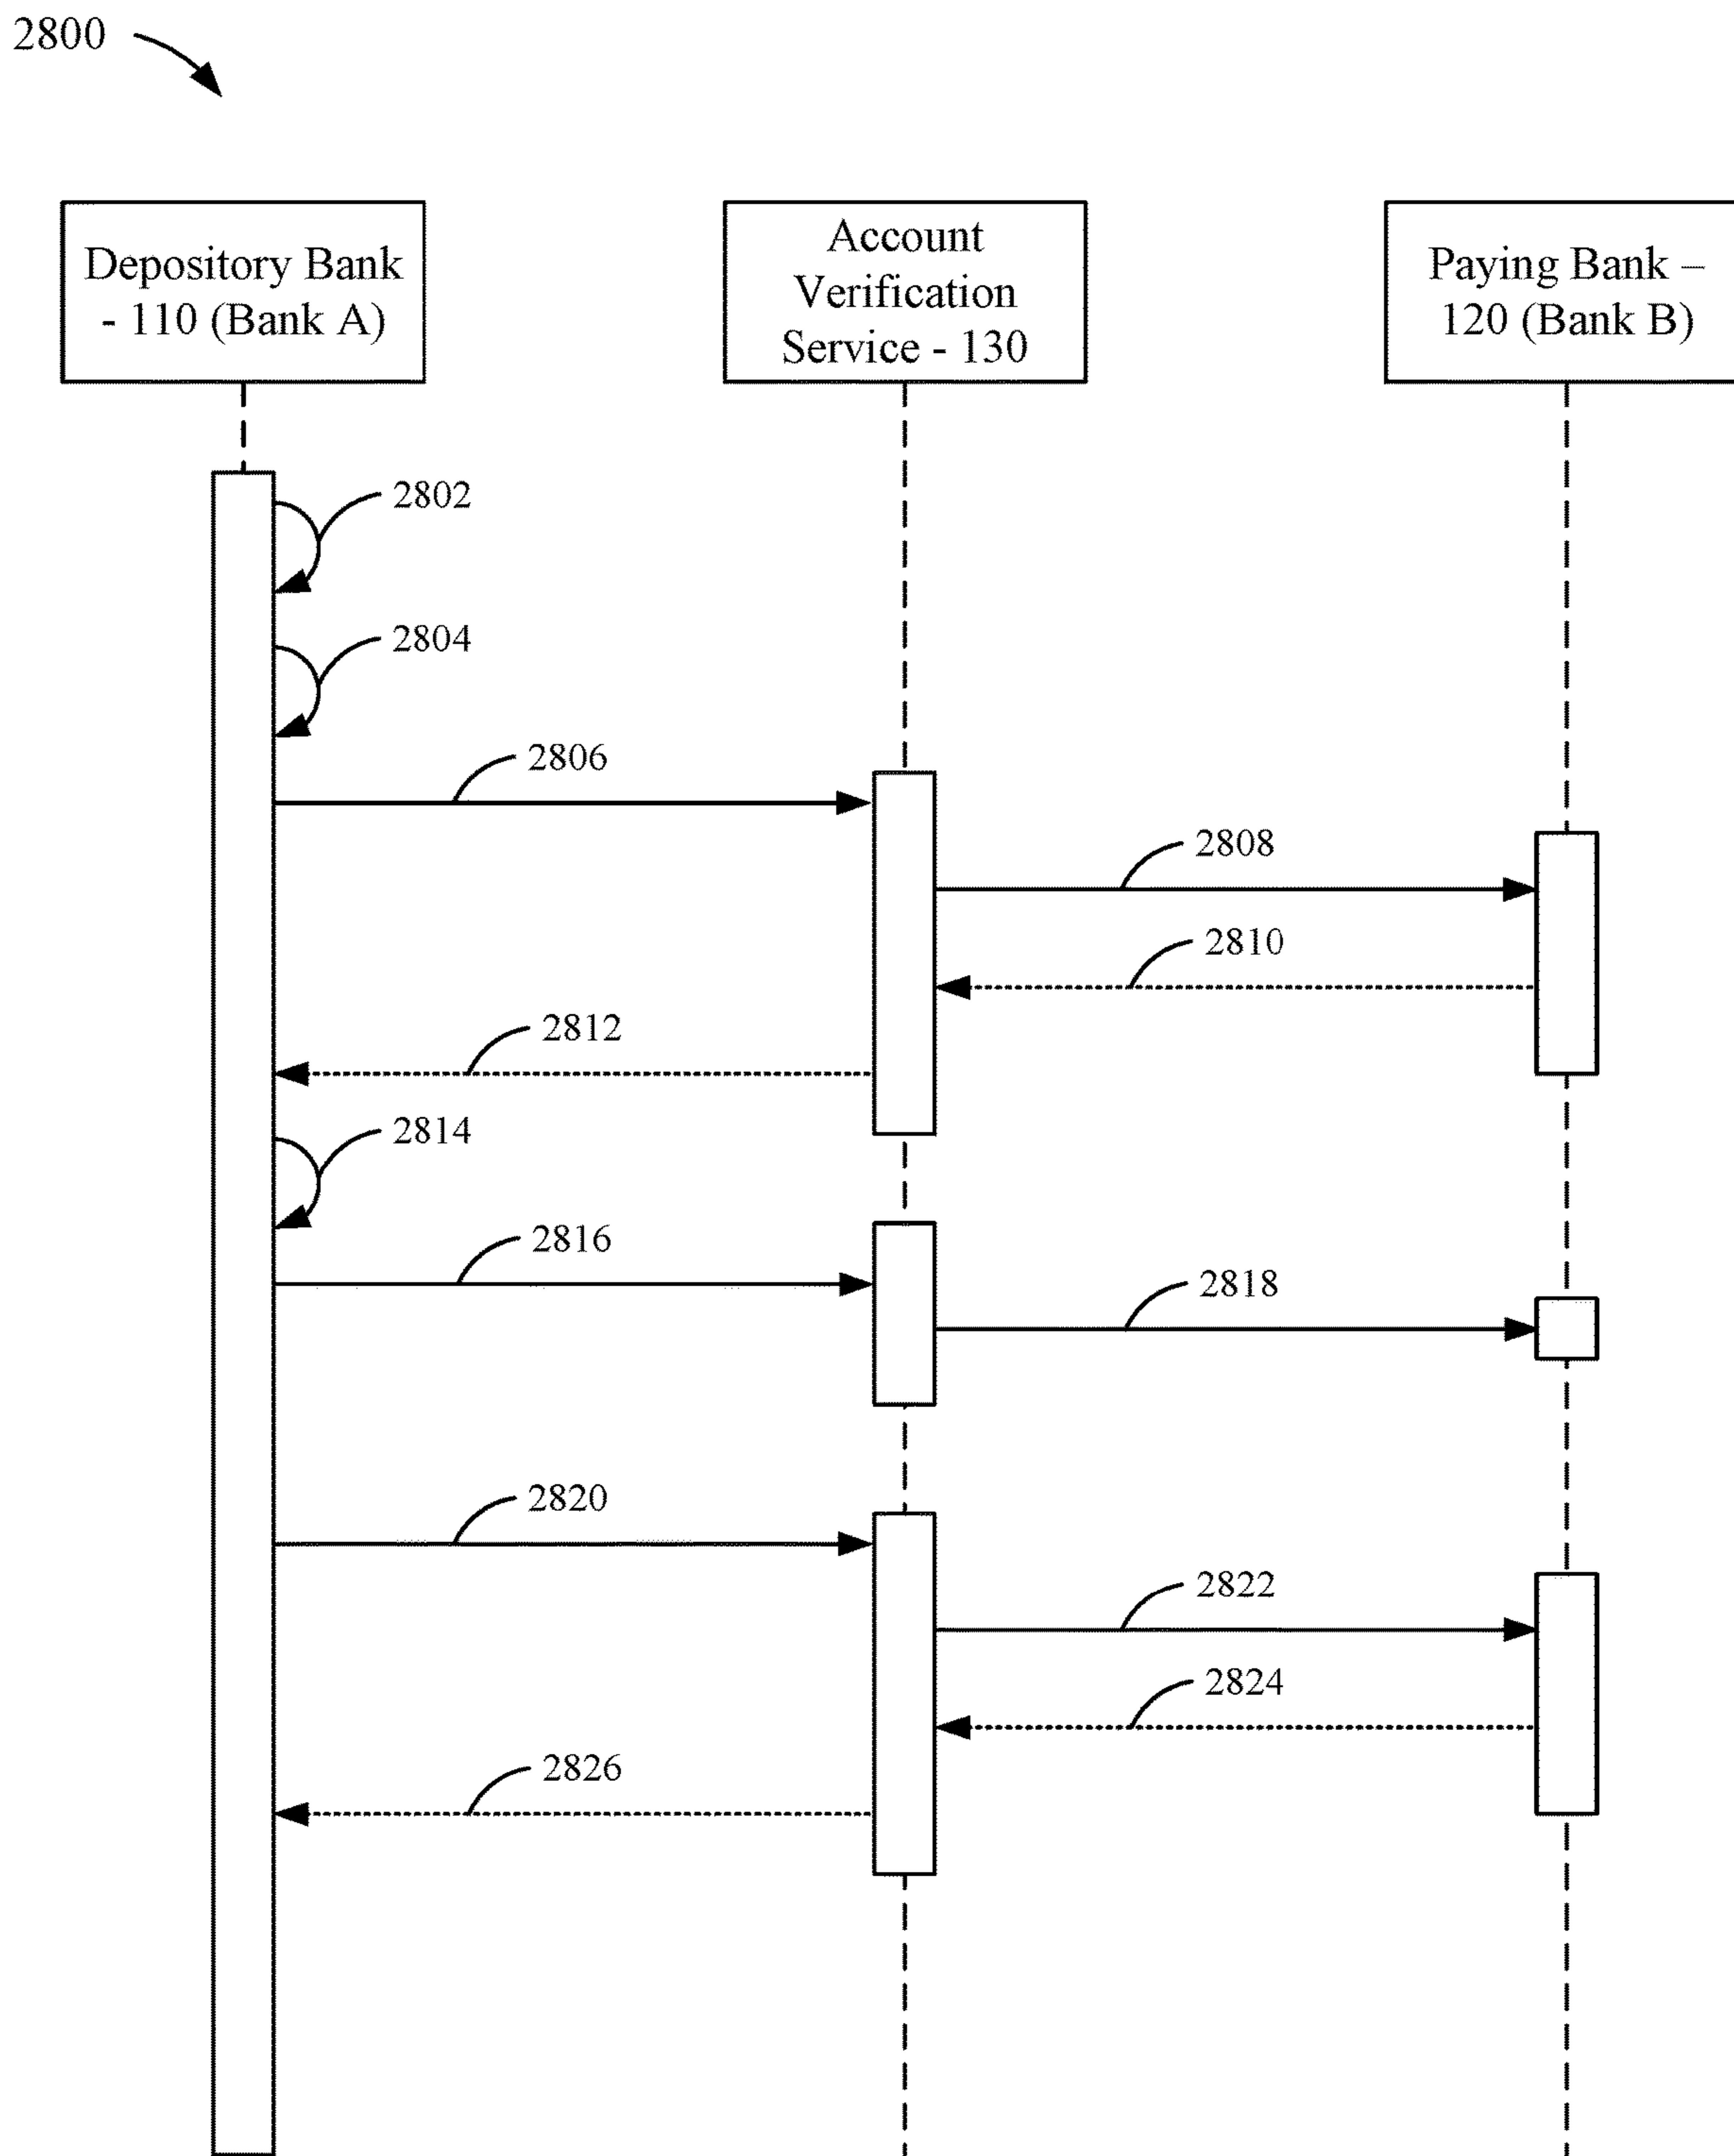 2800
Depository Bank
- 110 (Bank A)
Account
Verification
Service - 130
Paying Bank –
120 (Bank B)
2802
2804
2806
2808
2810
2812
2814
2816
2818
2820
2822
2824
2826